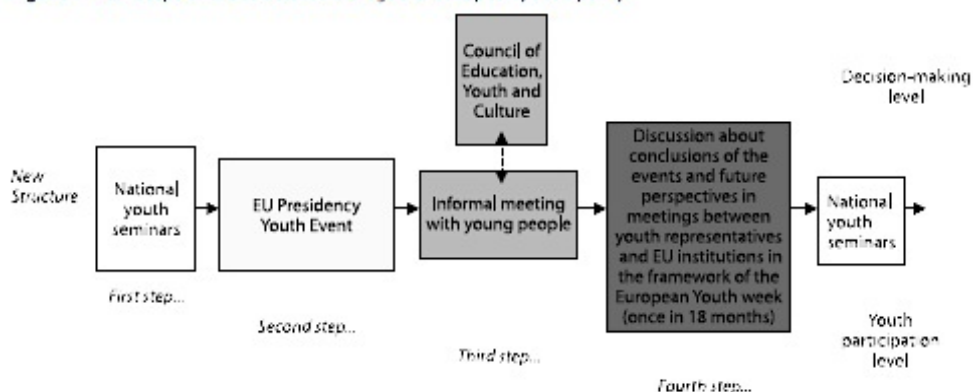 Council of
Education,
Youth and
Culture
Decision-making
level
New
Structure
National
youth
seminars
EU Presidency
Youth Event
Informal meeting
with young people
Discussion about
conclusions of the
events and future
perspectives in
meetings between
youth representatives
and EU institutions in
the framework of the
European Youth week
(once in 18 months)
National
youth
seminars
First step...
Second step...
Third step...
Fourth step...
Youth
participation
level